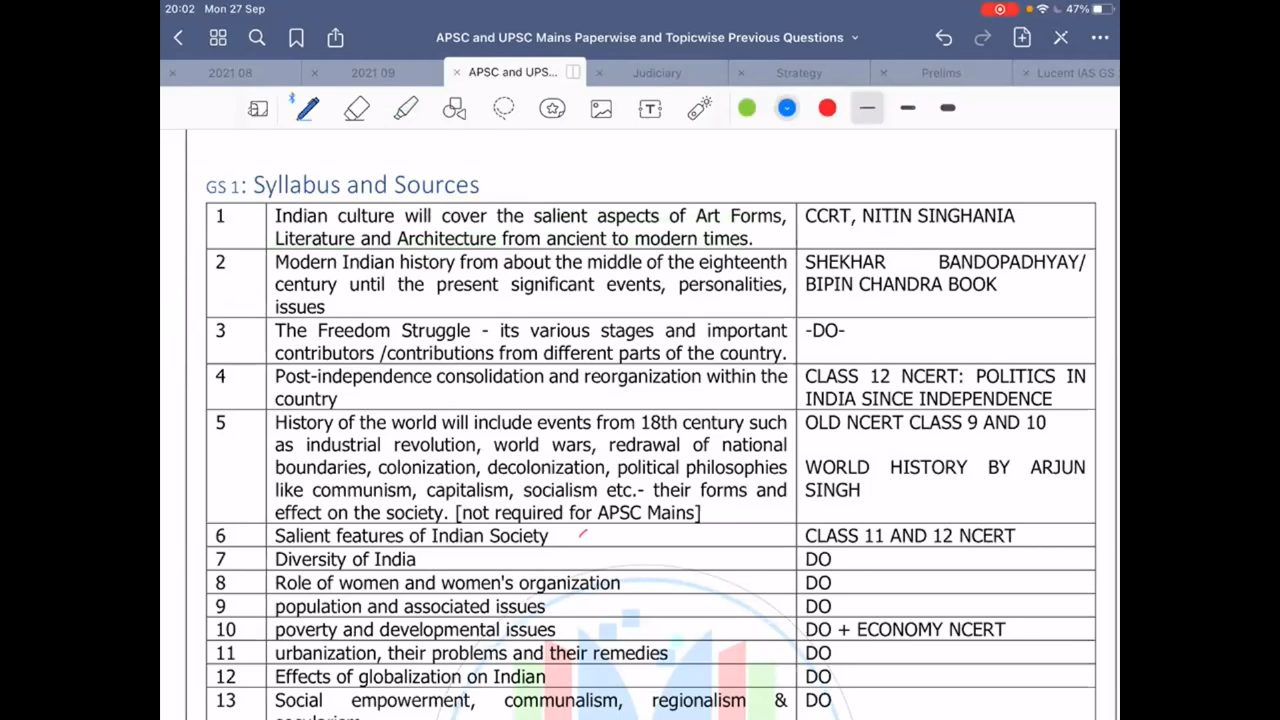 20:02 Mon 27 Sep
47%
APSC and UPSC Mains Paperwise and Topicwise Previous Questions
2021 08
2021 09
APSC and UPS...
Judiciary
Strategy
Prelims
Lucent IAS GS
T
GS 1: Syllabus and Sources
1 Indian culture will cover the salient aspects of Art Forms, CCRT, NITIN SINGHANIA
Literature and Architecture from ancient to modern times.
2 Modern Indian history from about the middle of the eighteenth SHEKHAR BANDOPADHYAY/
century until the present significant events, personalities, BIPIN CHANDRA BOOK
issues
3 The Freedom Struggle - its various stages and important -DO-
contributors /contributions from different parts of the country.
4 Post-independence consolidation and reorganization within the CLASS 12 NCERT: POLITICS IN
country INDIA SINCE INDEPENDENCE
5 History of the world will include events from 18th century such OLD NCERT CLASS 9 AND 10
as industrial revolution, world wars, redrawal of national
boundaries, colonization, decolonization, political philosophies WORLD HISTORY BY ARJUN
like communism, capitalism, socialism etc.- their forms and SINGH
effect on the society. [not required for APSC Mains]
6 Salient features of Indian Society CLASS 11 AND 12 NCERT
7 Diversity of India DO
8 Role of women and women's organization DO
9 population and associated issues DO
10 poverty and developmental issues DO + ECONOMY NCERT
11 urbanization, their problems and their remedies DO
12 Effects of globalization on Indian DO
13 Social empowerment, communalism, regionalism & DO